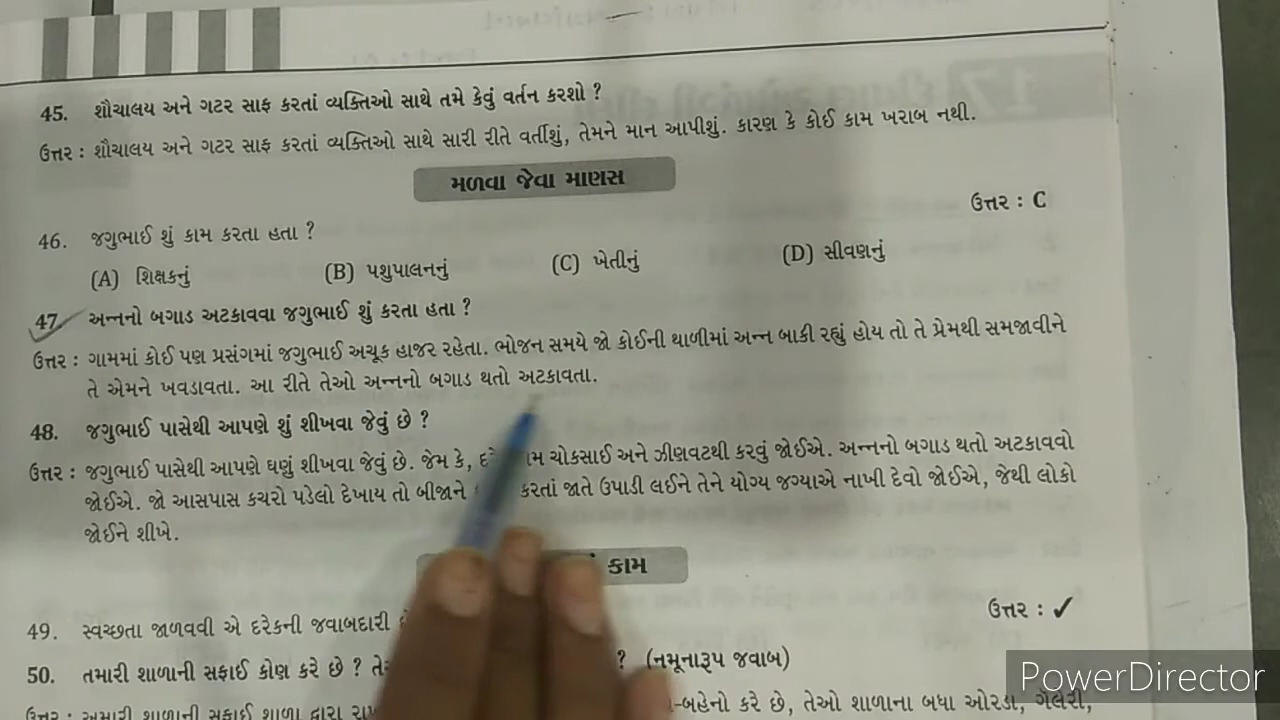 45. શૌચાલય અને ગટર સાફ કરતાં વ્યક્તિઓ સાથે તમે કેવું વર્તન કરશો ?
ઉત્તર : શૌચાલય અને ગટર સાફ કરતાં વ્યક્તિઓ સાથે સારી રીતે વર્તીશું, તેમને માન આપીશું. કારણ કે કોઈ કામ ખરાબ નથી.
મળવા જેવા માણસ
46. જગુભાઈ શું કામ કરતા હતા ? ઉત્તર : C
(A) શિક્ષકનું (B) પશુપાલનનું (C) ખેતીનું (D) સીવણનું
47. અન્નનો બગાડ અટકાવવા જગુભાઈ શું કરતા હતા ?
ઉત્તર : ગામમાં કોઈ પણ પ્રસંગમાં જગુભાઈ અચૂક હાજર રહેતા. ભોજન સમયે જો કોઈની થાળીમાં અન્ન બાકી રહ્યું હોય તો તે પ્રેમથી સમજાવીને
તે એમને ખવડાવતા. આ રીતે તેઓ અન્નનો બગાડ થતો અટકાવતા.
48. જગુભાઈ પાસેથી આપણે શું શીખવા જેવું છે ?
ઉત્તર : જગુભાઈ પાસેથી આપણે ઘણું શીખવા જેવું છે. જેમ કે, ચોકસાઈ અને ઝીણવટથી કરવું જોઈએ. અન્નનો બગાડ થતો અટકાવવો
જોઈએ. જો આસપાસ કચરો પડેલો દેખાય તો બીજાને કરતાં જાતે ઉપાડી લઈને તેને યોગ્ય જગ્યાએ નાખી દેવો જોઈએ, જેથી લોકો
જોઈને શીખે.
કામ
49. સ્વચ્છતા જાળવવી એ દરેકની જવાબદારી ઉત્તર : ✓
50. તમારી શાળાની સફાઈ કોણ કરે છે ? ? (નમૂનારૂપ જવાબ)
ઉત્તર : અમારી શાળાની સફાઈ શાળા દ્વારા બહેનો કરે છે, તેઓ શાળાના બધા ઓરડા, ગૅલરી,
PowerDirector